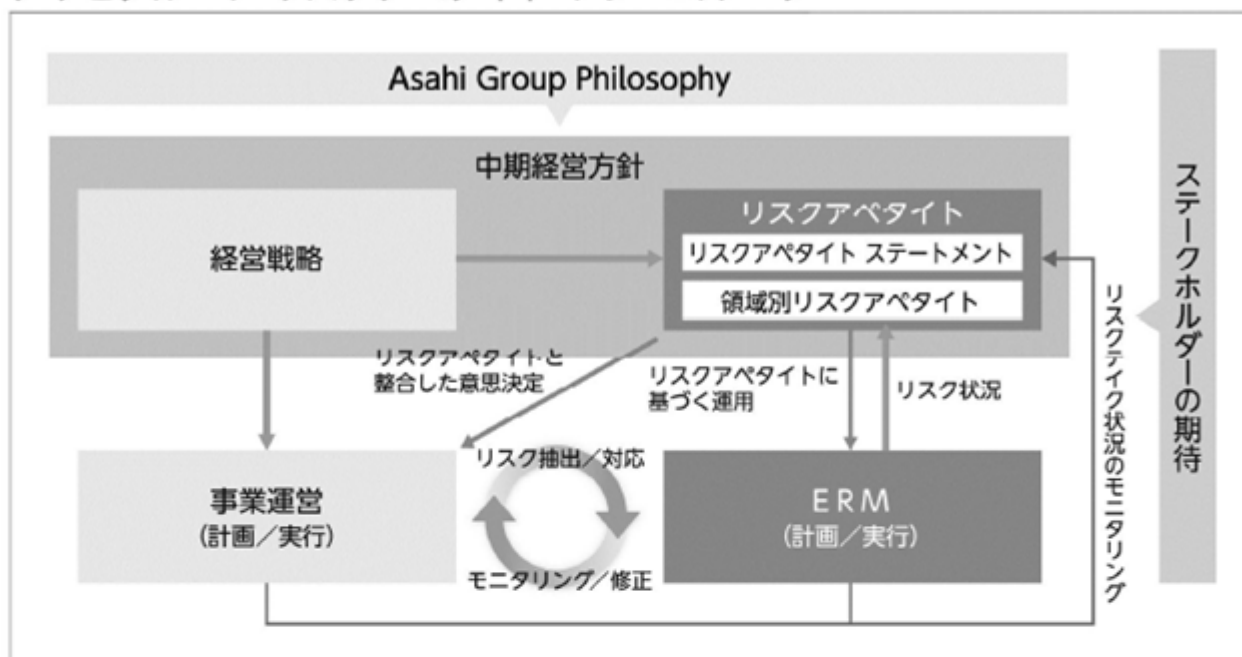 Asahi Group Philosophy
中期経営方針
経営戦略
リスクアペタイト
リスクアペタイト ステートメント
領域別リスクアペタイト
リスクアペタイトと
整合した意思決定
リスクアペタイトに
基づく運用
リスク状況
事業運営
(計画/実行)
リスク抽出/対応
モニタリング/修正
ERM
(計画/実行)
リスクテイク状況のモニタリング
ステークホルダーの期待